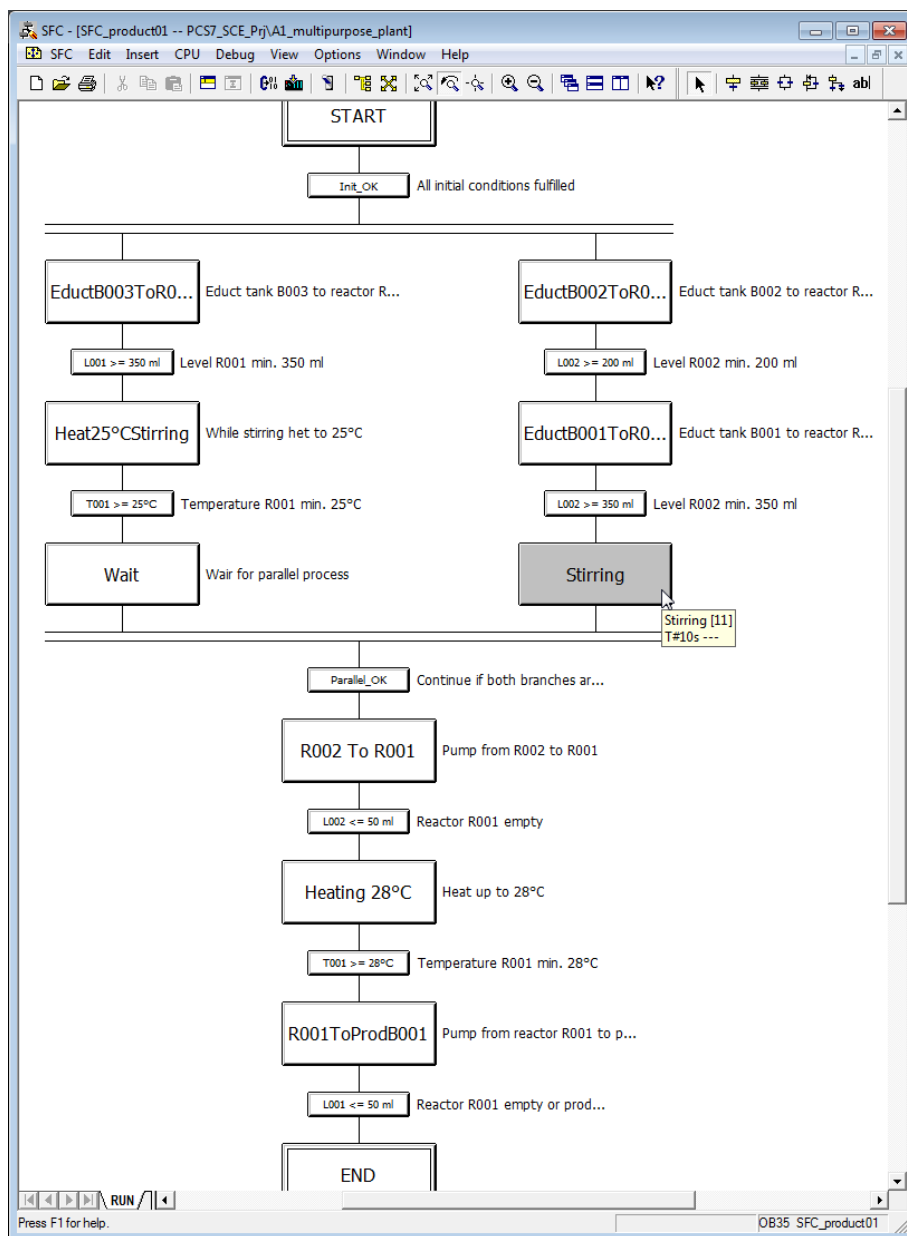 SFC - [SFC_product01 -- PCS7_SCE_Prj\A1_multipurpose_plant]
SFC Edit Insert CPU Debug View Options Window Help
abl
START
Init_OK All initial conditions fulfilled
EductB003ToR0... Educt tank B003 to reactor R... EductB002ToR0... Educt tank B002 to reactor R...
L001 >= 350 ml Level R001 min. 350 ml L002 >= 200 ml Level R002 min. 200 ml
Heat25°CStirring While stirring het to 25°C EductB001ToR0... Educt tank B001 to reactor R...
T001 >= 25°C Temperature R001 min. 25°C L002 >= 350 ml Level R002 min. 350 ml
Wait Wair for parallel process Stirring
Stirring [11]
T#10s ---
Parallel_OK Continue if both branches ar...
R002 To R001 Pump from R002 to R001
L002 <= 50 ml Reactor R001 empty
Heating 28°C Heat up to 28°C
T001 >= 28°C Temperature R001 min. 28°C
R001ToProdB001 Pump from reactor R001 to p...
L001 <= 50 ml Reactor R001 empty or prod...
END
RUN
Press F1 for help. OB35 SFC_product01